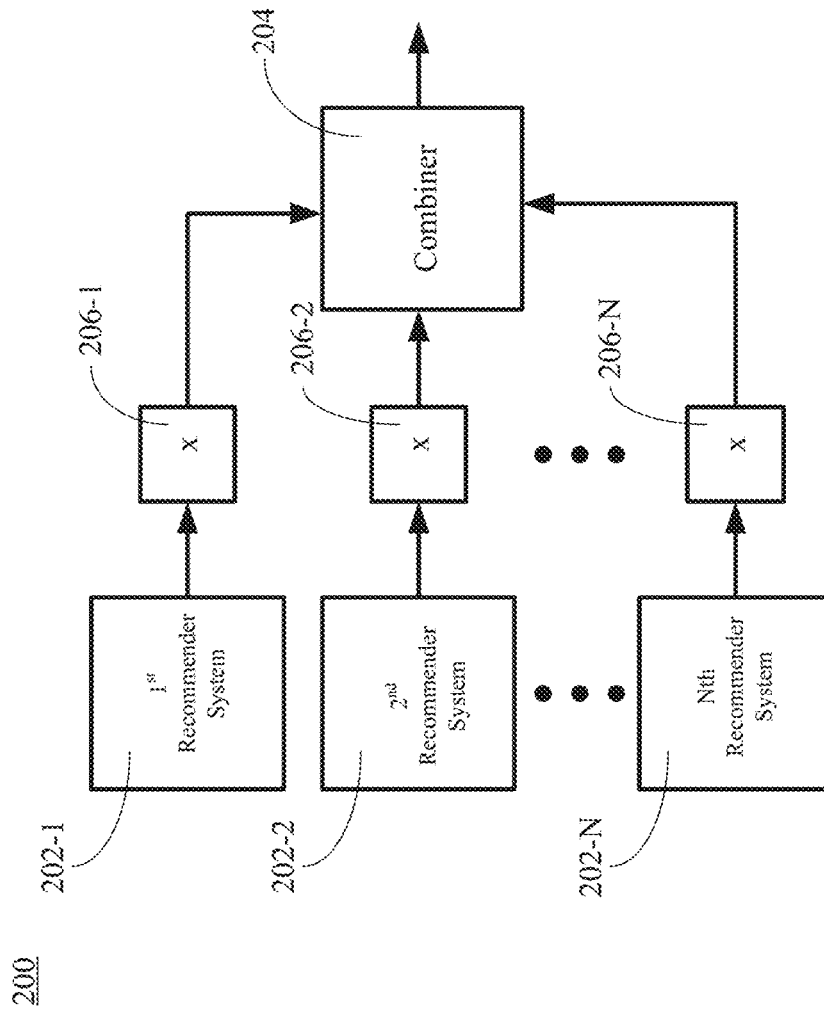 200
202-1
1st
Recommender
System
206-1
X
202-2
2nd
Recommender
System
206-2
X
Combiner
204
202-N
Nth
Recommender
System
206-N
X